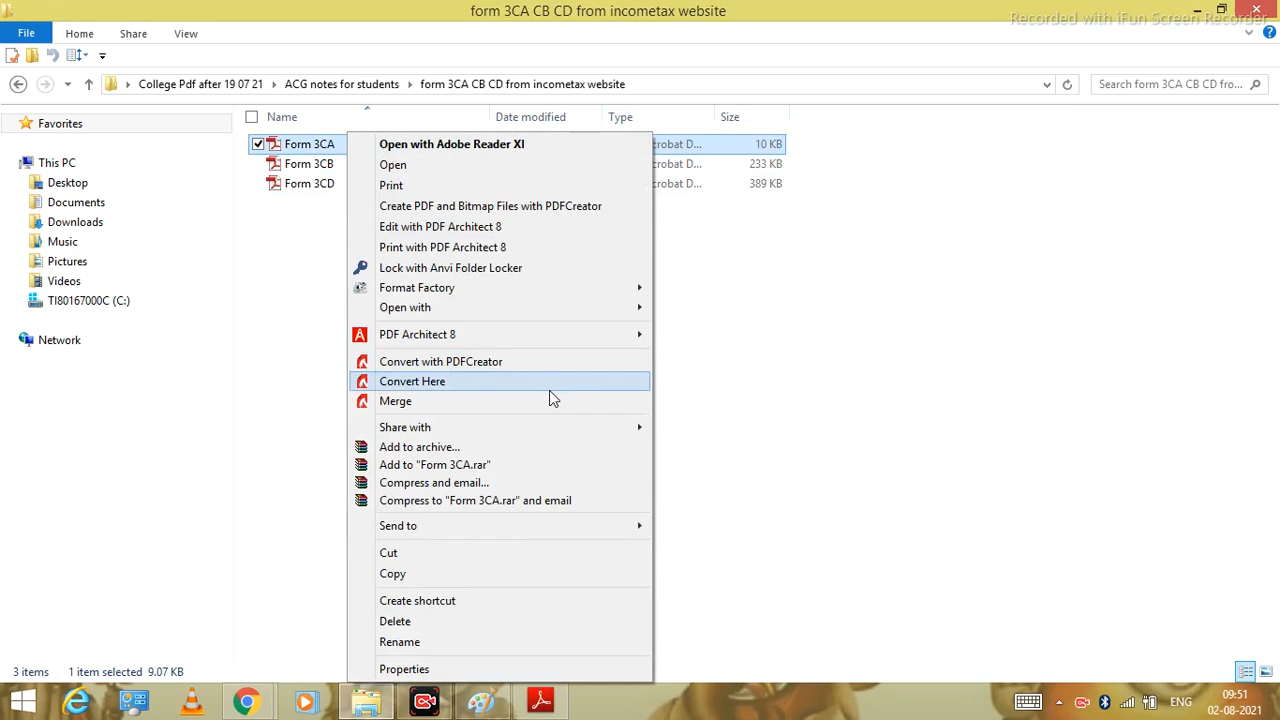 form 3CA CB CD from incometax website
Recorded with iFun Screen Recorder
File Home Share View
College Pdf after 19 07 21 ACG notes for students form 3CA CB CD from incometax website
Search form 3CA CB CD from inco...
Name Date modified Type Size
Favorites
This PC
Desktop
Documents
Downloads
Music
Pictures
Videos
TI80167000C (C:)
Network
Form 3CA crobat D... 10 KB
Form 3CB crobat D... 233 KB
Form 3CD crobat D... 389 KB
Open with Adobe Reader XI
Open
Print
Create PDF and Bitmap Files with PDFCreator
Edit with PDF Architect 8
Print with PDF Architect 8
Lock with Anvi Folder Locker
Format Factory
Open with
PDF Architect 8
Convert with PDFCreator
Convert Here
Merge
Share with
Add to archive...
Add to "Form 3CA.rar"
Compress and email...
Compress to "Form 3CA.rar" and email
Send to
Cut
Copy
Create shortcut
Delete
Rename
Properties
3 items 1 item selected 9.07 KB
ENG
09:51
02-08-2021